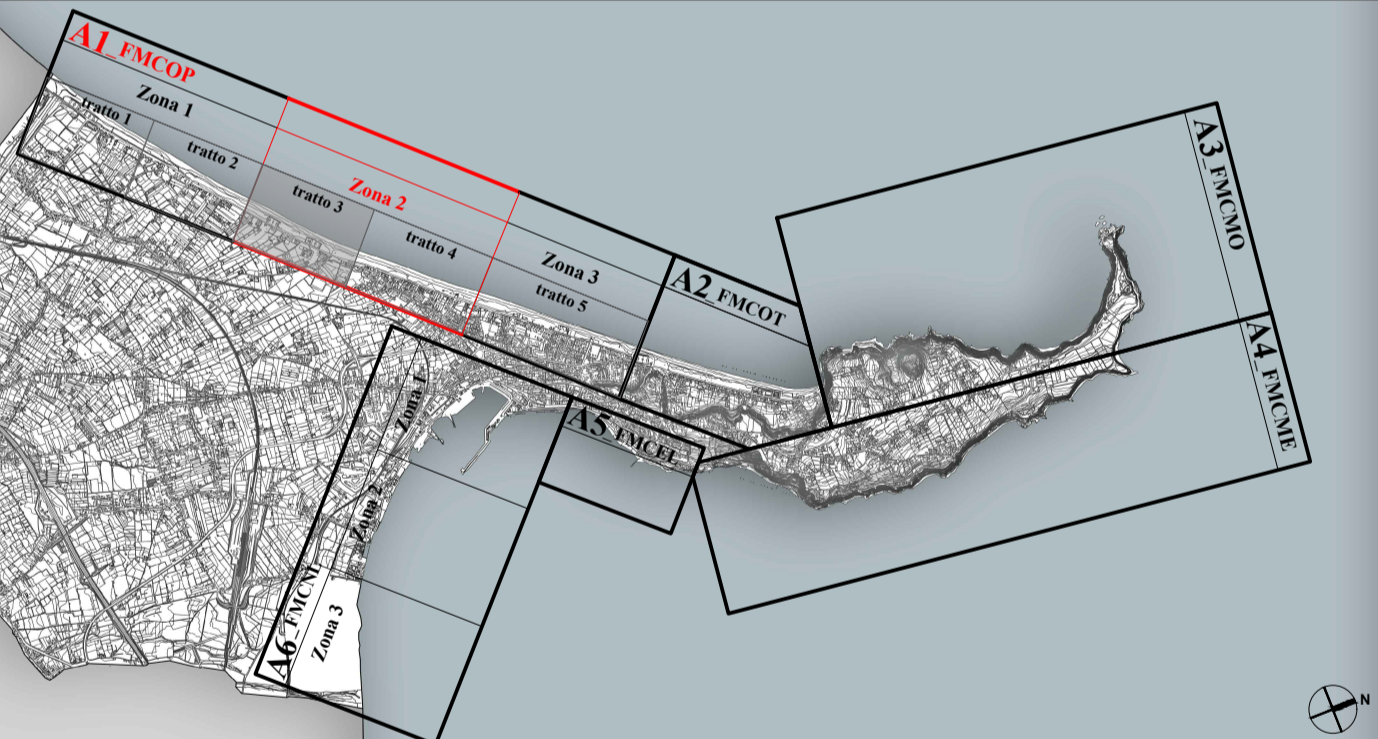 A1_FMCOP
Zona 1
tratto 1
tratto 2
Zona 2
tratto 3
tratto 4
Zona 3
tratto 5
A2_FMCOT
A3_FMCMO
A4_FMCME
A5_FMCEL
A6_FMCNL
Zona 1
Zona 2
Zona 3
N